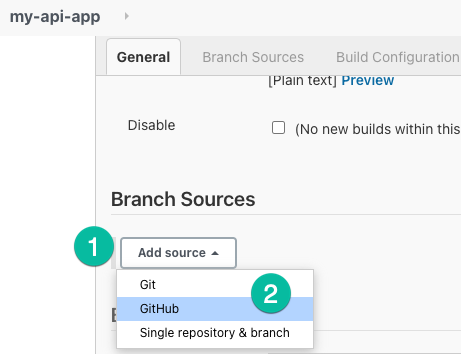 my-api-app
General Branch Sources Build Configuration
[Plain text] Preview
Disable (No new builds within this
Branch Sources
1 Add source
Git 2
GitHub
Single repository & branch